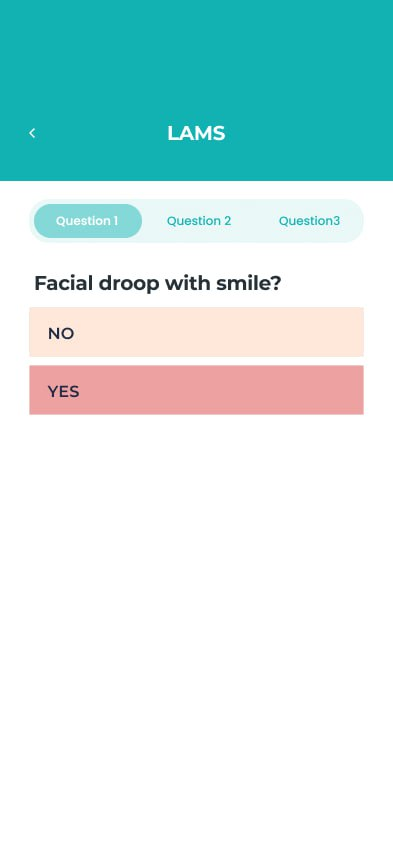 LAMS
Question 1 Question 2 Question3
Facial droop with smile?
NO
YES